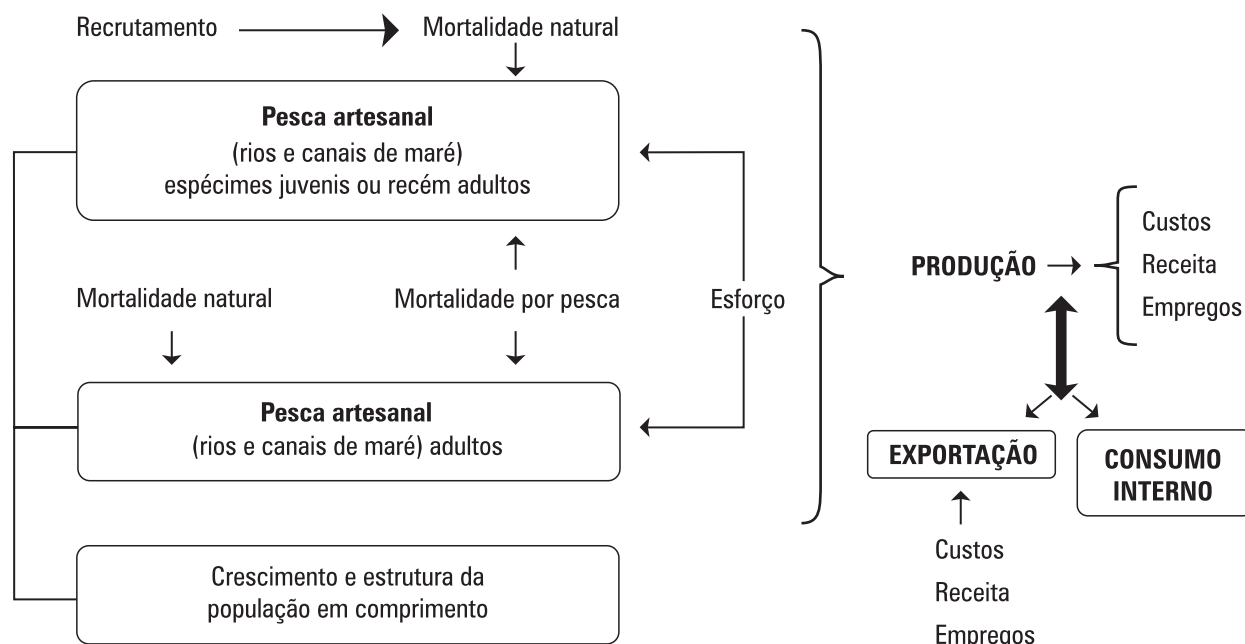 Recrutamento
Mortalidade natural
Pesca artesanal
(rios e canais de maré)
espécimes juvenis ou recém adultos
Mortalidade natural
Mortalidade por pesca
Esforço
Pesca artesanal
(rios e canais de maré) adultos
Crescimento e estrutura da
população em comprimento
PRODUÇÃO
Custos
Receita
Empregos
EXPORTAÇÃO
CONSUMO
INTERNO
Custos
Receita
Empregos